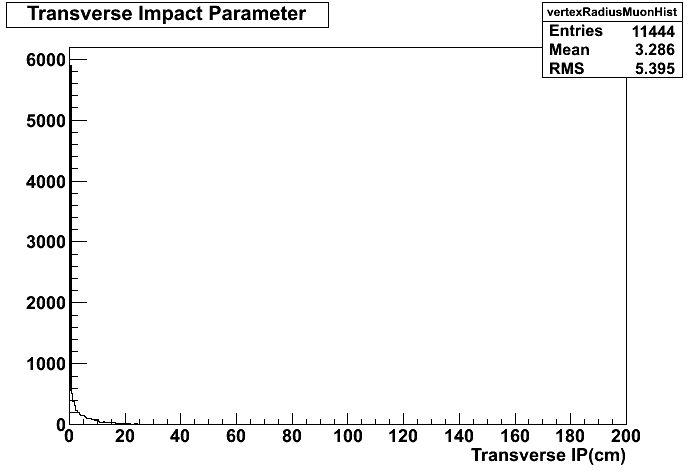 Transverse Impact Parameter
vertexRadiusMuonHist
Entries 11444
Mean 3.286
RMS 5.395
6000
5000
4000
3000
2000
1000
0
0 20 40 60 80 100 120 140 160 180 200
Transverse IP(cm)